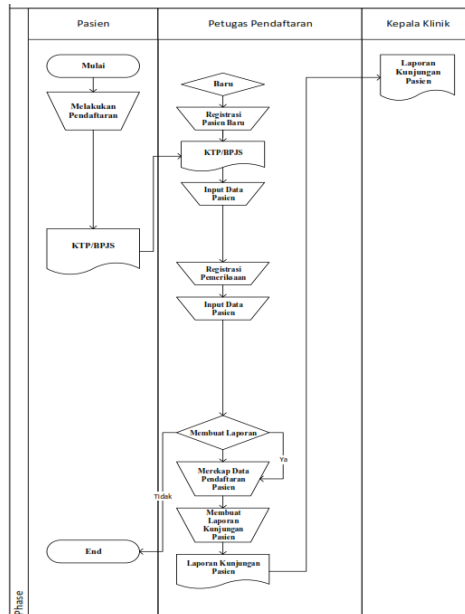 Pasien
Petugas Pendaftaran
Kepala Klinik
Mulai
Melakukan
Pendaftaran
KTP/BPJS
End
Baru
Registrasi
Pasien Baru
KTP/BPJS
Input Data
Pasien
Registrasi
Pemeriksaan
Input Data
Pasien
Membuat Laporan
Ya
Tidak
Merekap Data
Pendaftaran
Pasien
Membuat
Laporan
Kunjungan
Pasien
Laporan Kunjungan
Pasien
Laporan
Kunjungan
Pasien
Phase